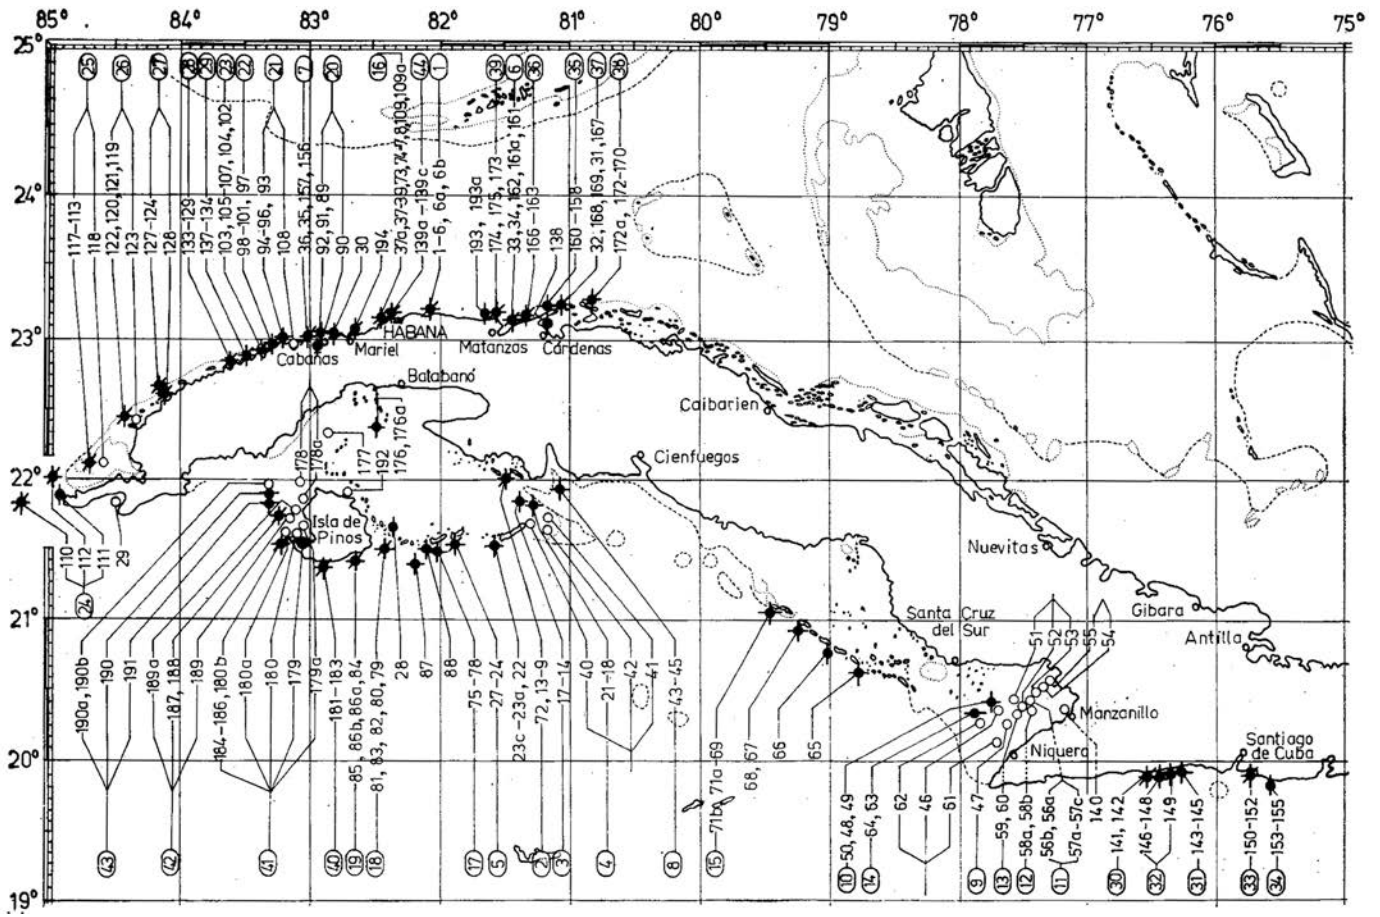 85° 84° 83° 82° 81° 80° 79° 78° 77° 76° 75°
25°
24°
23°
22°
21°
20°
19°
25 26 27 28 29 23 22 21 7 20 16 44 1 39 6 36 35 37 38
117-113
118
122, 120, 121, 119
123
127-124
128
133-129
137-134
103, 105-107, 104, 102
98-101, 97
94-96, 93
108
36, 35, 157, 156
92, 91, 89
90
30
194
139a-139c
1-6, 6a, 6b
193, 193a
174, 175, 173
33, 34, 162, 161a, 161
166-163
138
160-158
32, 168, 169, 31, 167
172a, 172-170
HABANA
Cabañas
Mariel
Matanzas
Cárdenas
Batabanó
Caibarien
Cienfuegos
178
178a
177
192
176, 176a
Isla de
Pinos
Nuevitas
Gibara
Antilla
Santa Cruz
del Sur
Manzanillo
Niquero
Santiago
de Cuba
110
112
111
29
24
190a, 190b
190
191
189a
187, 188
189
184-186, 180b
180a
180
179
179a
181-183
85, 86b, 86a, 84
81, 83, 82, 80, 79
28
87
88
75-78
27-24
23c-23a, 22
72, 13-9
17-14
40
21-18
42
41
43-45
71b, 71a-69
68, 67
66
65
51
52
53
55
54
50, 48, 49
64, 63
62
46
61
47
59, 60
58a, 58b
56b, 56a
57a-57c
140
141, 142
146-148
149
143-145
150-152
153-155
43 42 41 40 19 18 17 5 2 3 4 8 15 10 14 9 13 12 11 30 32 31 33 34